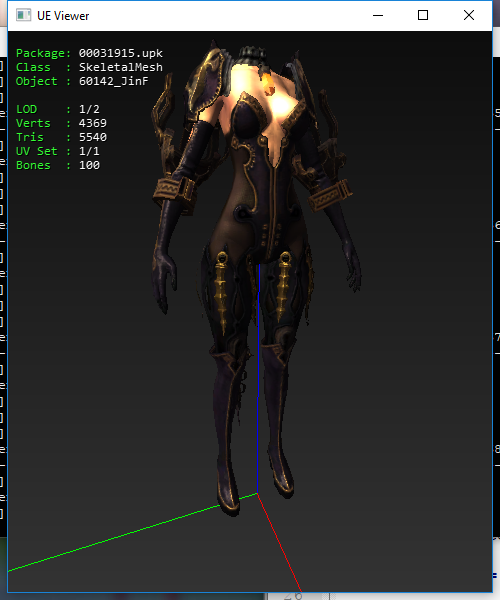 UE Viewer
Package: 00031915.upk
Class : SkeletalMesh
Object : 60142_JinF
LOD : 1/2
Verts : 4369
Tris : 5540
UV Set : 1/1
Bones : 100